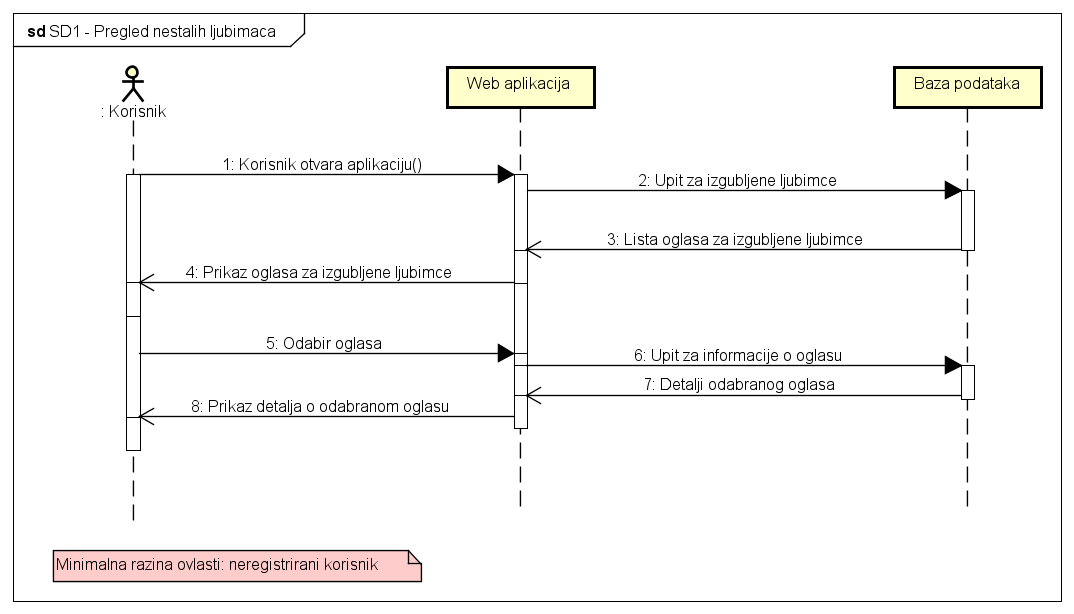 sd SD1 - Pregled nestalih ljubimaca
: Korisnik
Web aplikacija
Baza podataka
1: Korisnik otvara aplikaciju()
2: Upit za izgubljene ljubimce
3: Lista oglasa za izgubljene ljubimce
4: Prikaz oglasa za izgubljene ljubimce
5: Odabir oglasa
6: Upit za informacije o oglasu
7: Detalji odabranog oglasa
8: Prikaz detalja o odabranom oglasu
Minimalna razina ovlasti: neregistrirani korisnik